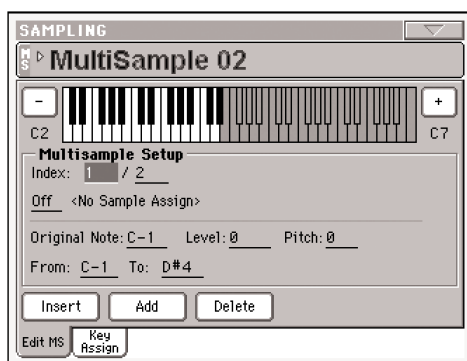 SAMPLING
MS MultiSample 02
- +
C2 C7
Multisample Setup
Index: 1 / 2
Off <No Sample Assign>
Original Note: C-1 Level: 0 Pitch: 0
From: C-1 To: D#4
Insert Add Delete
Edit MS Key Assign